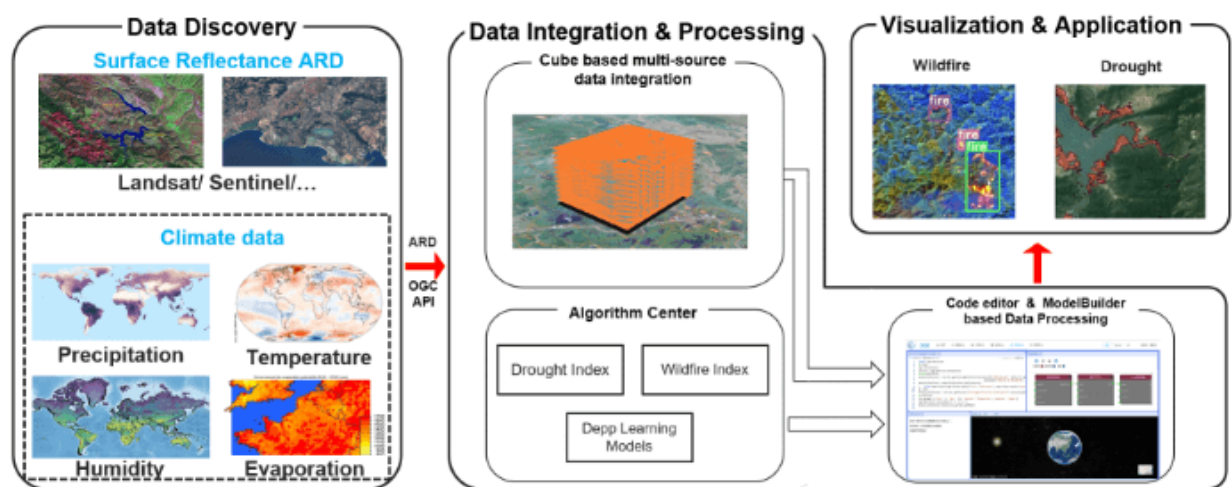 Data Discovery
Surface Reflectance ARD
Landsat/ Sentinel/...
Climate data
Precipitation
Temperature
Humidity
Evaporation
ARD
OGC
API
Data Integration & Processing
Cube based multi-source
data integration
Algorithm Center
Drought Index
Wildfire Index
Depp Learning
Models
Code editor & ModelBuilder
based Data Processing
Visualization & Application
Wildfire
Drought
fire
fire
fire